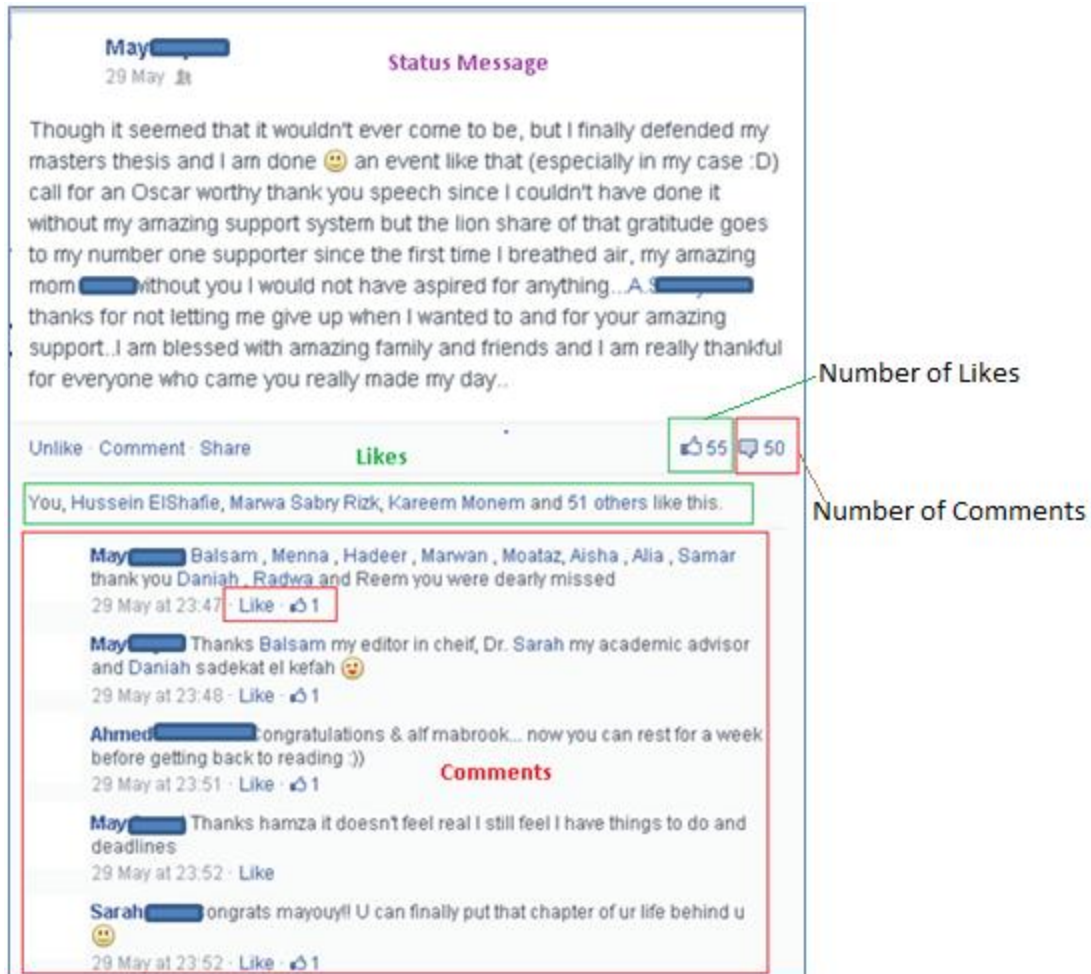 May
29 May
Status Message
Though it seemed that it wouldn't ever come to be, but I finally defended my
masters thesis and I am done an event like that (especially in my case :D)
call for an Oscar worthy thank you speech since I couldn't have done it
without my amazing support system but the lion share of that gratitude goes
to my number one supporter since the first time I breathed air, my amazing
mom without you I would not have aspired for anything...A.S
thanks for not letting me give up when I wanted to and for your amazing
support..I am blessed with amazing family and friends and I am really thankful
for everyone who came you really made my day..
Number of Likes
Unlike · Comment · Share
Likes
55 50
Number of Comments
You, Hussein ElShafie, Marwa Sabry Rizk, Kareem Monem and 51 others like this.
May Balsam , Menna , Hadeer , Marwan , Moataz, Aisha , Alia , Samar
thank you Daniah , Radwa and Reem you were dearly missed
29 May at 23:47 · Like · 1
May Thanks Balsam my editor in cheif, Dr. Sarah my academic advisor
and Daniah sadekat el kefah
29 May at 23:48 · Like · 1
Ahmed ongratulations & alf mabrook... now you can rest for a week
before getting back to reading :))
29 May at 23:51 · Like · 1
Comments
May Thanks hamza it doesn't feel real I still feel I have things to do and
deadlines
29 May at 23:52 · Like
Sarah ongrats mayouy!! U can finally put that chapter of ur life behind u
29 May at 23:52 · Like · 1